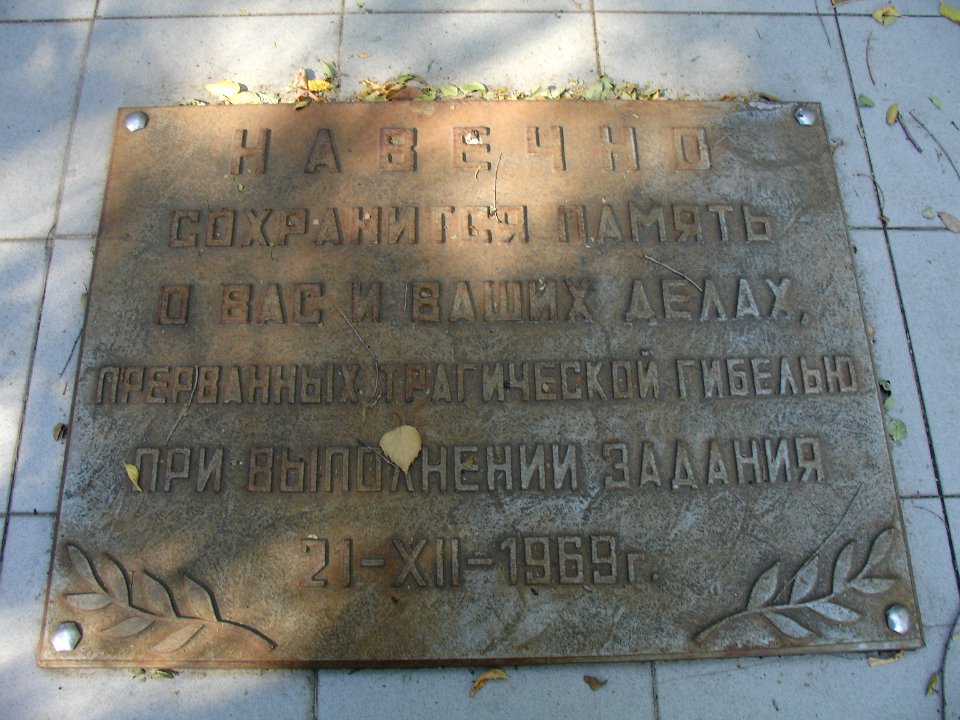 НАВЕЧНО
СОХРАНИТСЯ ПАМЯТЬ
О ВАС И ВАШИХ ДЕЛАХ,
ПРЕРВАННЫХ ТРАГИЧЕСКОЙ ГИБЕЛЬЮ
ПРИ ВЫПОЛНЕНИИ ЗАДАНИЯ
21-XII-1969г.